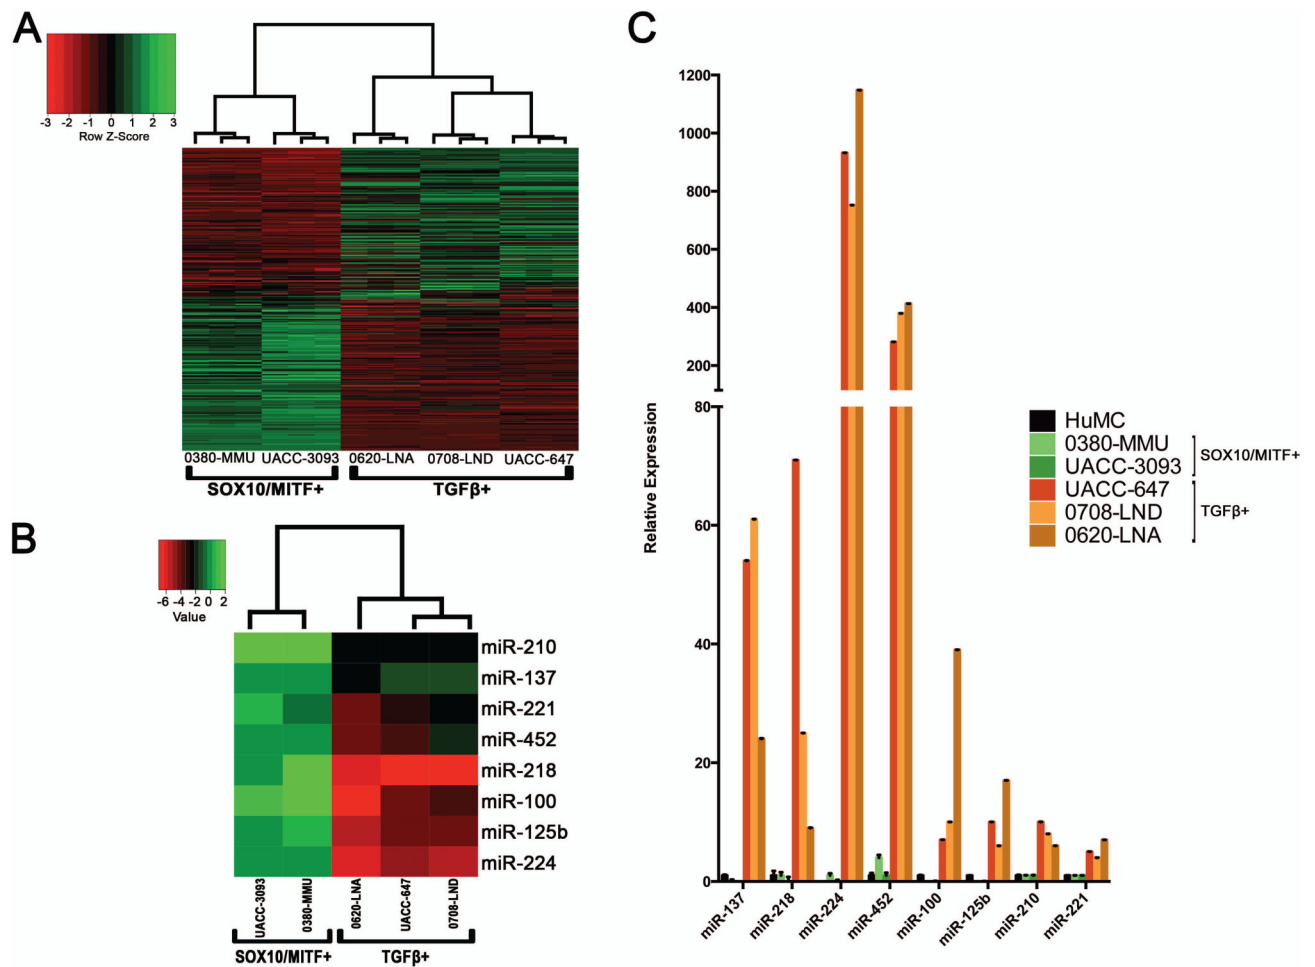 A
-3 -2 -1 0 1 2 3
Row Z-Score
0380-MMU UACC-3093 0620-LNA 0708-LND UACC-647
SOX10/MITF+ TGFβ+
B
-6 -4 -2 0 2
Value
miR-210
miR-137
miR-221
miR-452
miR-218
miR-100
miR-125b
miR-224
UACC-3093 0380-MMU 0620-LNA UACC-647 0708-LND
SOX10/MITF+ TGFβ+
C
Relative Expression
1200
1000
800
600
400
200
80
60
40
20
0
miR-137 miR-218 miR-224 miR-452 miR-100 miR-125b miR-210 miR-221
HuMC
0380-MMU
UACC-3093
SOX10/MITF+
UACC-647
0708-LND
TGFβ+
0620-LNA